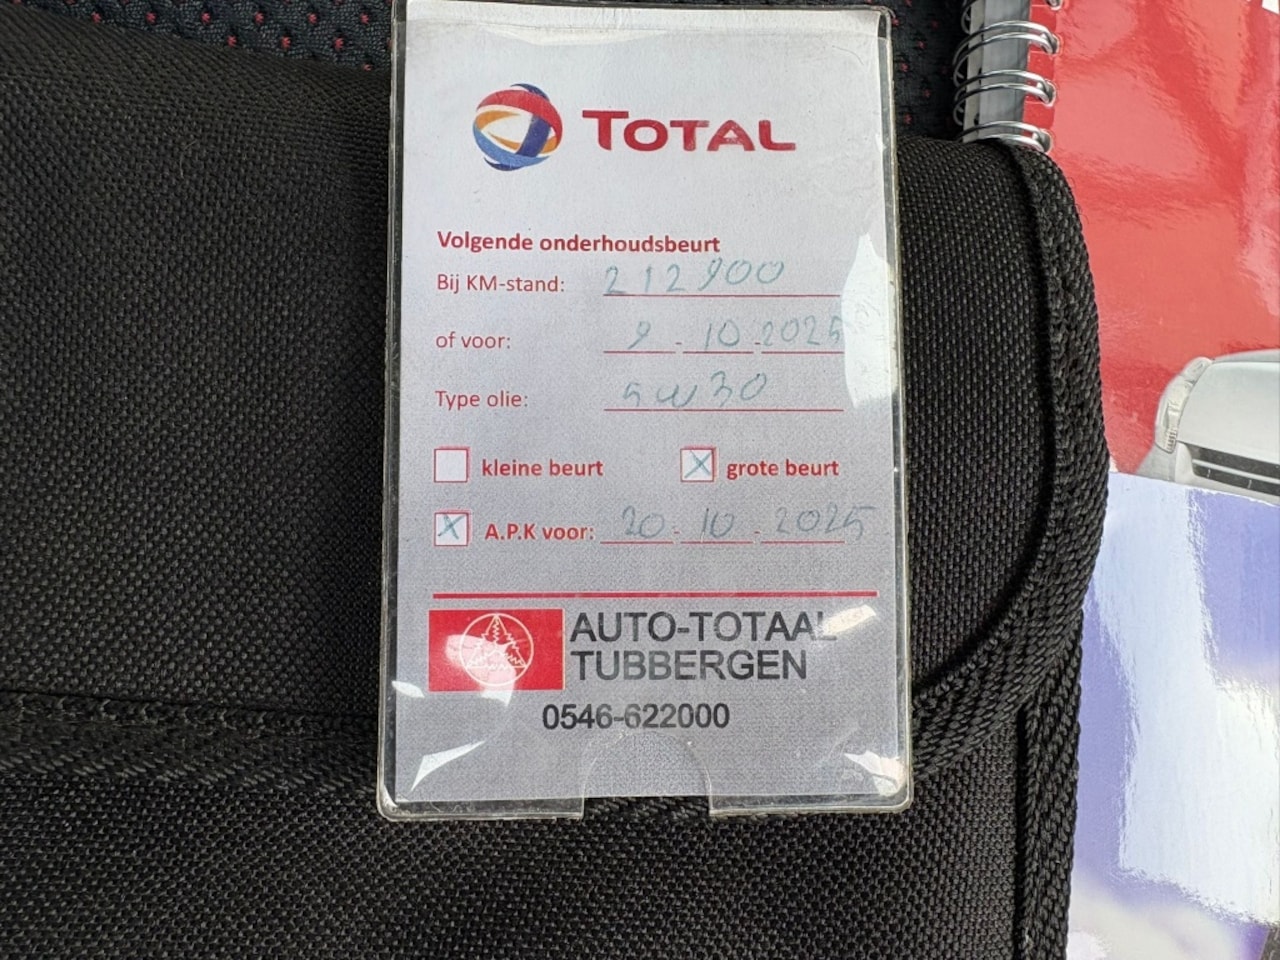 TOTAL
Volgende onderhoudsbeurt
Bij KM-stand: 212900
of voor: 9-10-2025
Type olie: 5W30
kleine beurt X grote beurt
X A.P.K voor: 20-10-2025
AUTO-TOTAAL
TUBBERGEN
0546-622000